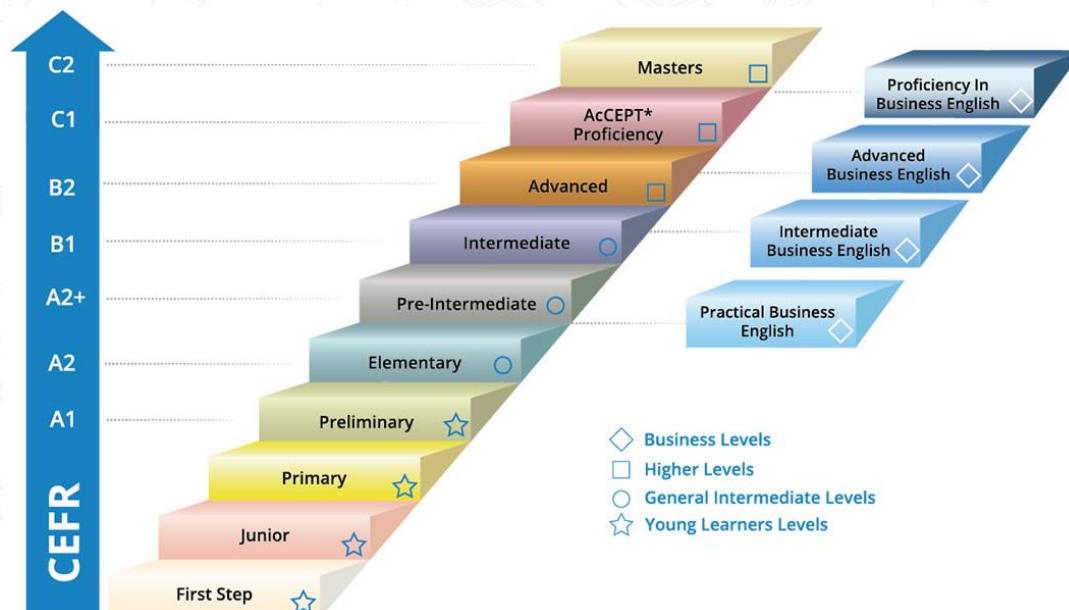 C2
C1
B2
B1
A2+
A2
A1
CEFR
Masters
AcCEPT*
Proficiency
Advanced
Intermediate
Pre-Intermediate
Elementary
Preliminary
Primary
Junior
First Step
Proficiency In
Business English
Advanced
Business English
Intermediate
Business English
Practical Business
English
Business Levels
Higher Levels
General Intermediate Levels
Young Learners Levels